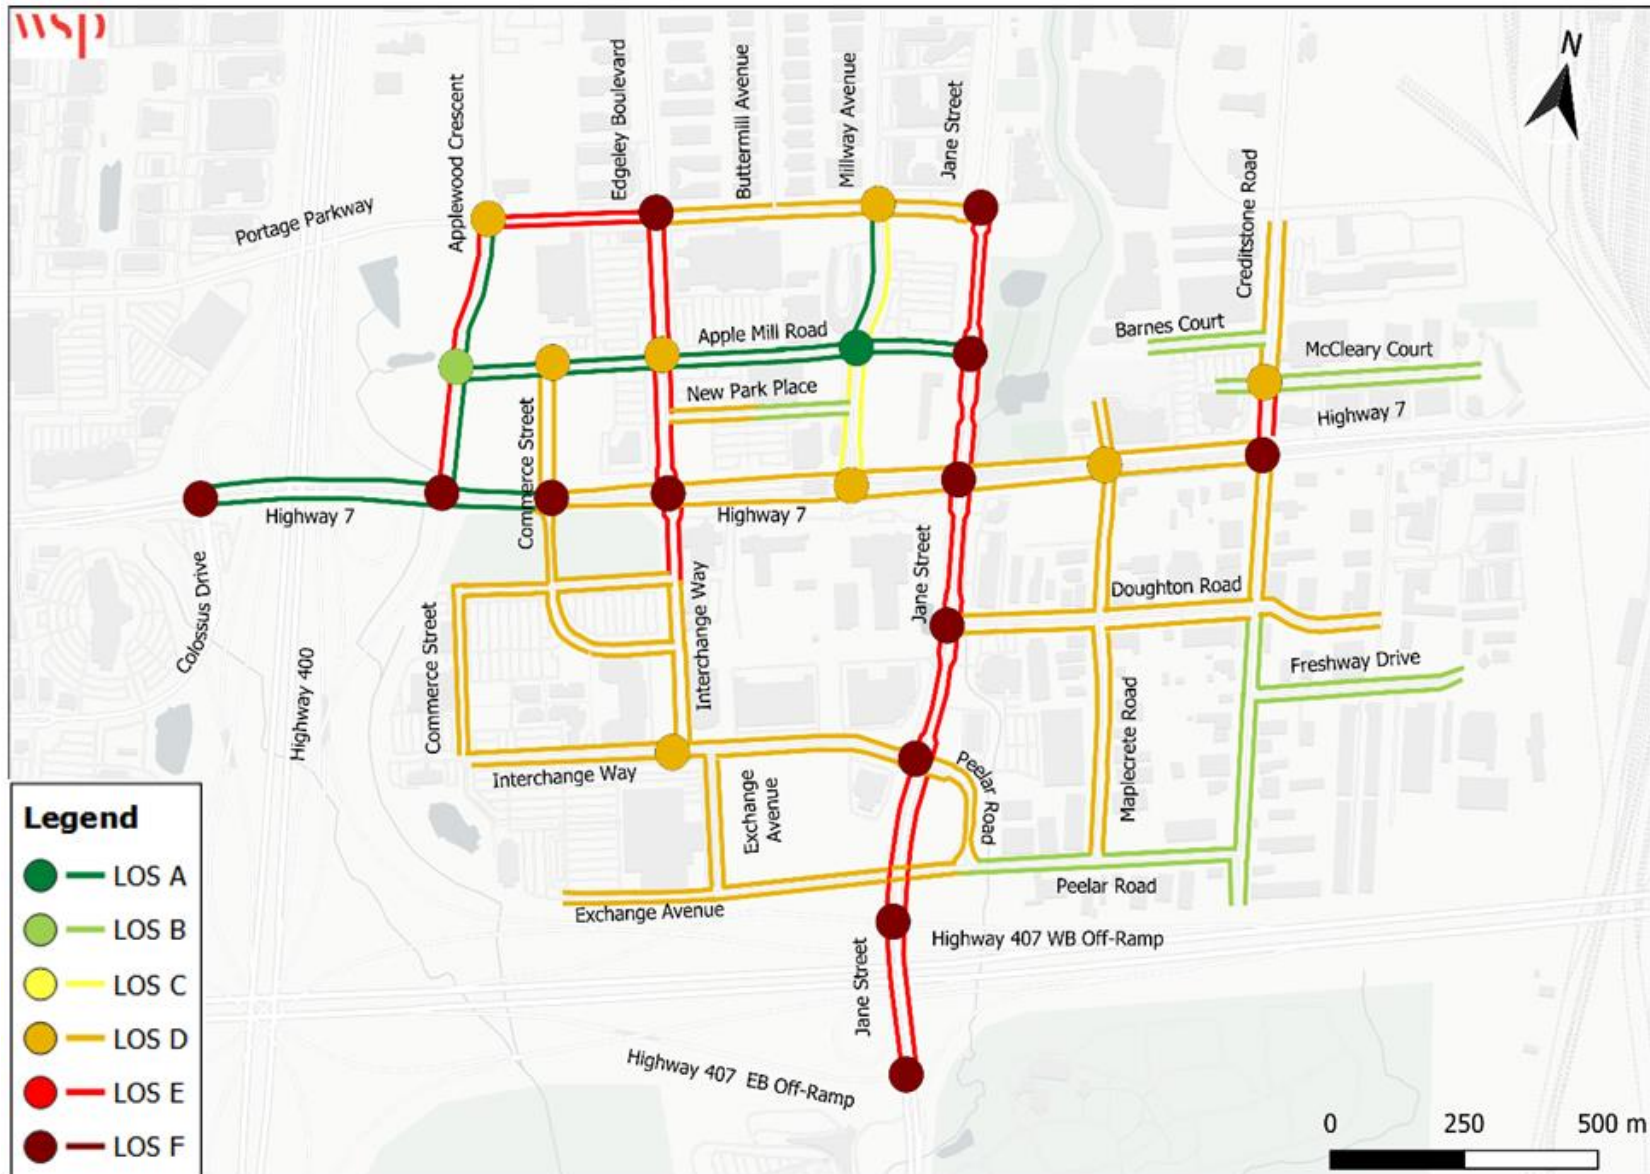 wsp
N
Applewood Crescent
Edgeley Boulevard
Buttermill Avenue
Millway Avenue
Jane Street
Creditstone Road
Portage Parkway
Apple Mill Road
Barnes Court
McCleary Court
New Park Place
Highway 7
Commerce Street
Highway 7
Highway 7
Colossus Drive
Highway 400
Commerce Street
Interchange Way
Jane Street
Doughton Road
Freshway Drive
Maplecrete Road
Interchange Way
Exchange
Avenue
Peelar Road
Peelar Road
Exchange Avenue
Highway 407 WB Off-Ramp
Jane Street
Highway 407 EB Off-Ramp
Legend
LOS A
LOS B
LOS C
LOS D
LOS E
LOS F
0 250 500 m